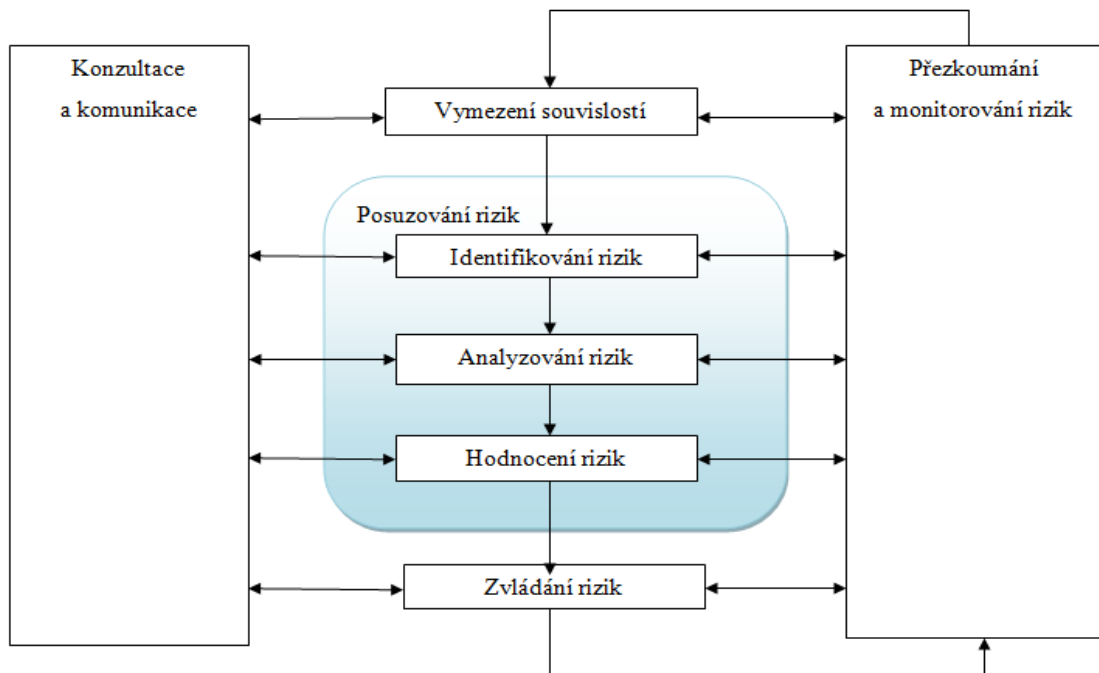 Konzultace
a komunikace
Vymezení souvislostí
Posuzování rizik
Identifikování rizik
Analyzování rizik
Hodnocení rizik
Zvládání rizik
Přezkoumání
a monitorování rizik